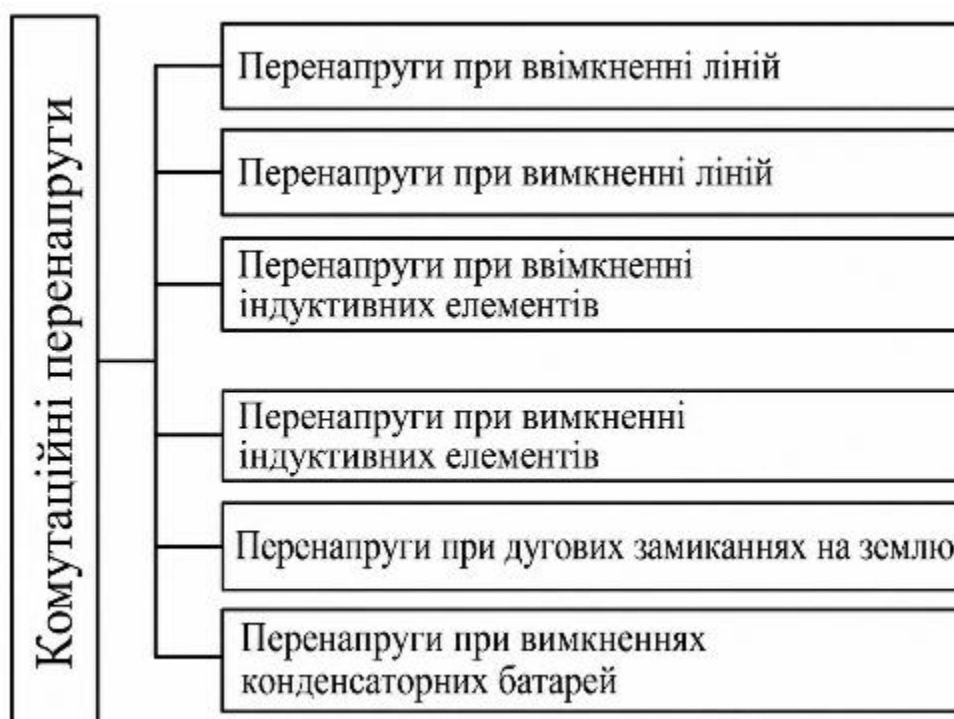 Комутаційні перенапруги
Перенапруги при ввімкненні ліній
Перенапруги при вимкненні ліній
Перенапруги при ввімкненні
індуктивних елементів
Перенапруги при вимкненні
індуктивних елементів
Перенапруги при дугових замиканнях на землю
Перенапруги при вимкненнях
конденсаторних батарей